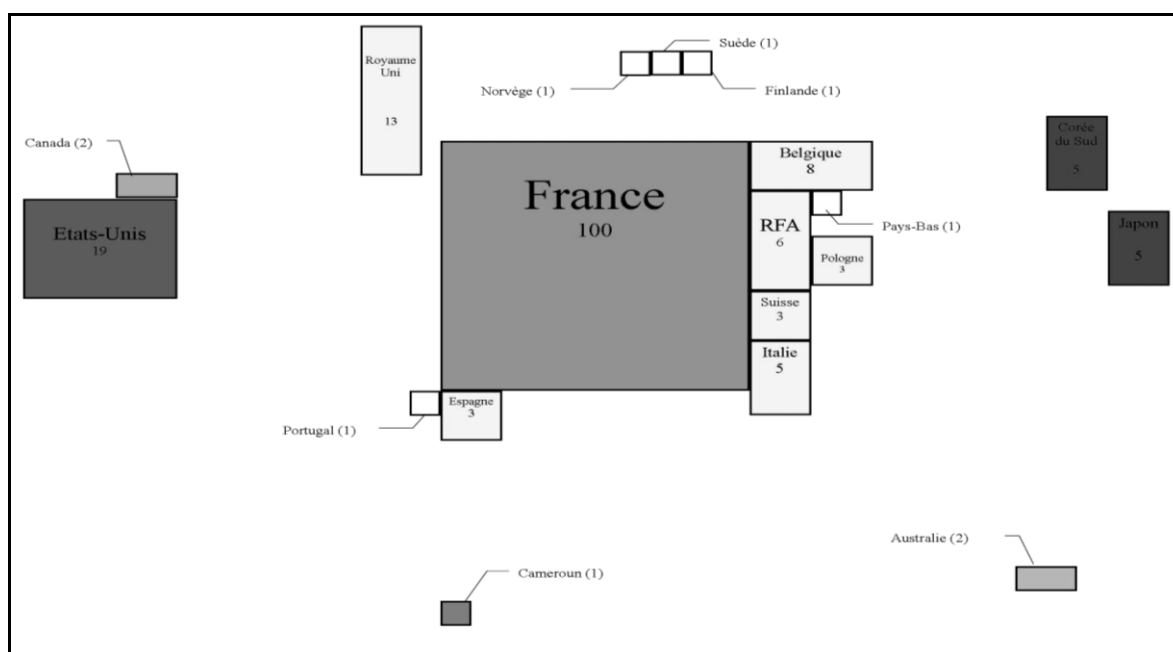 Suède (1)
Royaume
Uni
13
Norvège (1)
Finlande (1)
Canada (2)
Corée
du Sud
5
Belgique
8
France
100
Etats-Unis
19
RFA
6
Pays-Bas (1)
Japon
5
Pologne
3
Suisse
3
Italie
5
Espagne
3
Portugal (1)
Australie (2)
Cameroun (1)